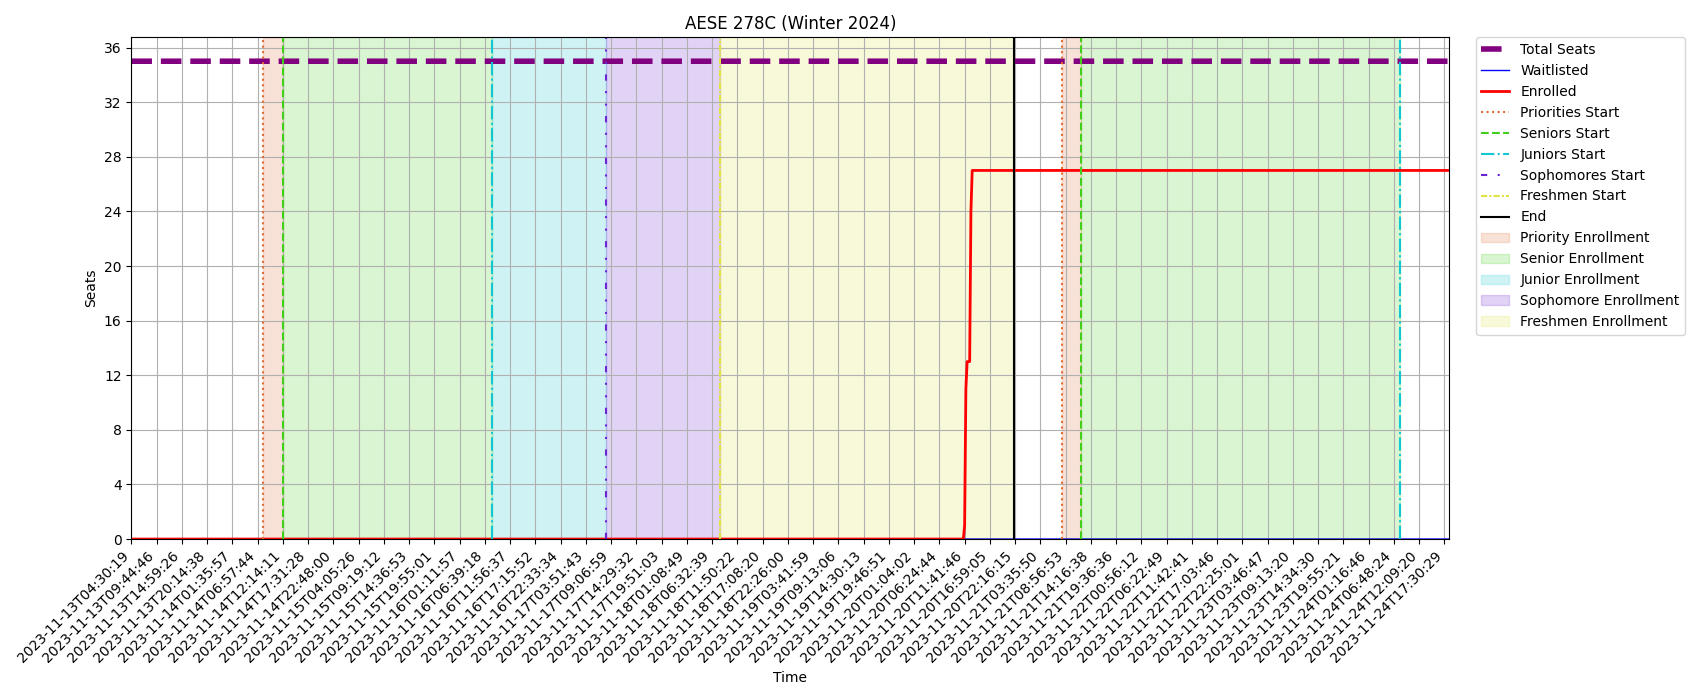 AESE 278C (Winter 2024)
36
32
28
24
20
16
12
8
4
0
Seats
Total Seats
Waitlisted
Enrolled
Priorities Start
Seniors Start
Juniors Start
Sophomores Start
Freshmen Start
End
Priority Enrollment
Senior Enrollment
Junior Enrollment
Sophomore Enrollment
Freshmen Enrollment
2023-11-13T04:30:19
2023-11-13T09:44:46
2023-11-13T14:59:26
2023-11-13T20:14:38
2023-11-14T01:35:57
2023-11-14T06:57:44
2023-11-14T12:14:11
2023-11-14T17:31:28
2023-11-14T22:48:00
2023-11-15T04:05:26
2023-11-15T09:19:12
2023-11-15T14:36:53
2023-11-15T19:55:01
2023-11-16T01:11:57
2023-11-16T06:39:18
2023-11-16T11:56:37
2023-11-16T17:15:52
2023-11-16T22:33:34
2023-11-17T03:51:43
2023-11-17T09:06:59
2023-11-17T14:29:32
2023-11-17T19:51:03
2023-11-18T01:08:49
2023-11-18T06:32:39
2023-11-18T11:50:22
2023-11-18T17:08:20
2023-11-18T22:26:00
2023-11-19T03:41:59
2023-11-19T09:13:06
2023-11-19T14:30:13
2023-11-19T19:46:51
2023-11-20T01:04:02
2023-11-20T06:24:44
2023-11-20T11:41:46
2023-11-20T16:59:05
2023-11-20T22:16:15
2023-11-21T03:35:50
2023-11-21T08:56:53
2023-11-21T14:16:38
2023-11-21T19:36:36
2023-11-22T00:56:12
2023-11-22T06:22:49
2023-11-22T11:42:41
2023-11-22T17:03:46
2023-11-22T22:25:01
2023-11-23T03:46:47
2023-11-23T09:13:20
2023-11-23T14:34:30
2023-11-23T19:55:21
2023-11-24T01:16:46
2023-11-24T06:48:24
2023-11-24T12:09:20
2023-11-24T17:30:29
Time